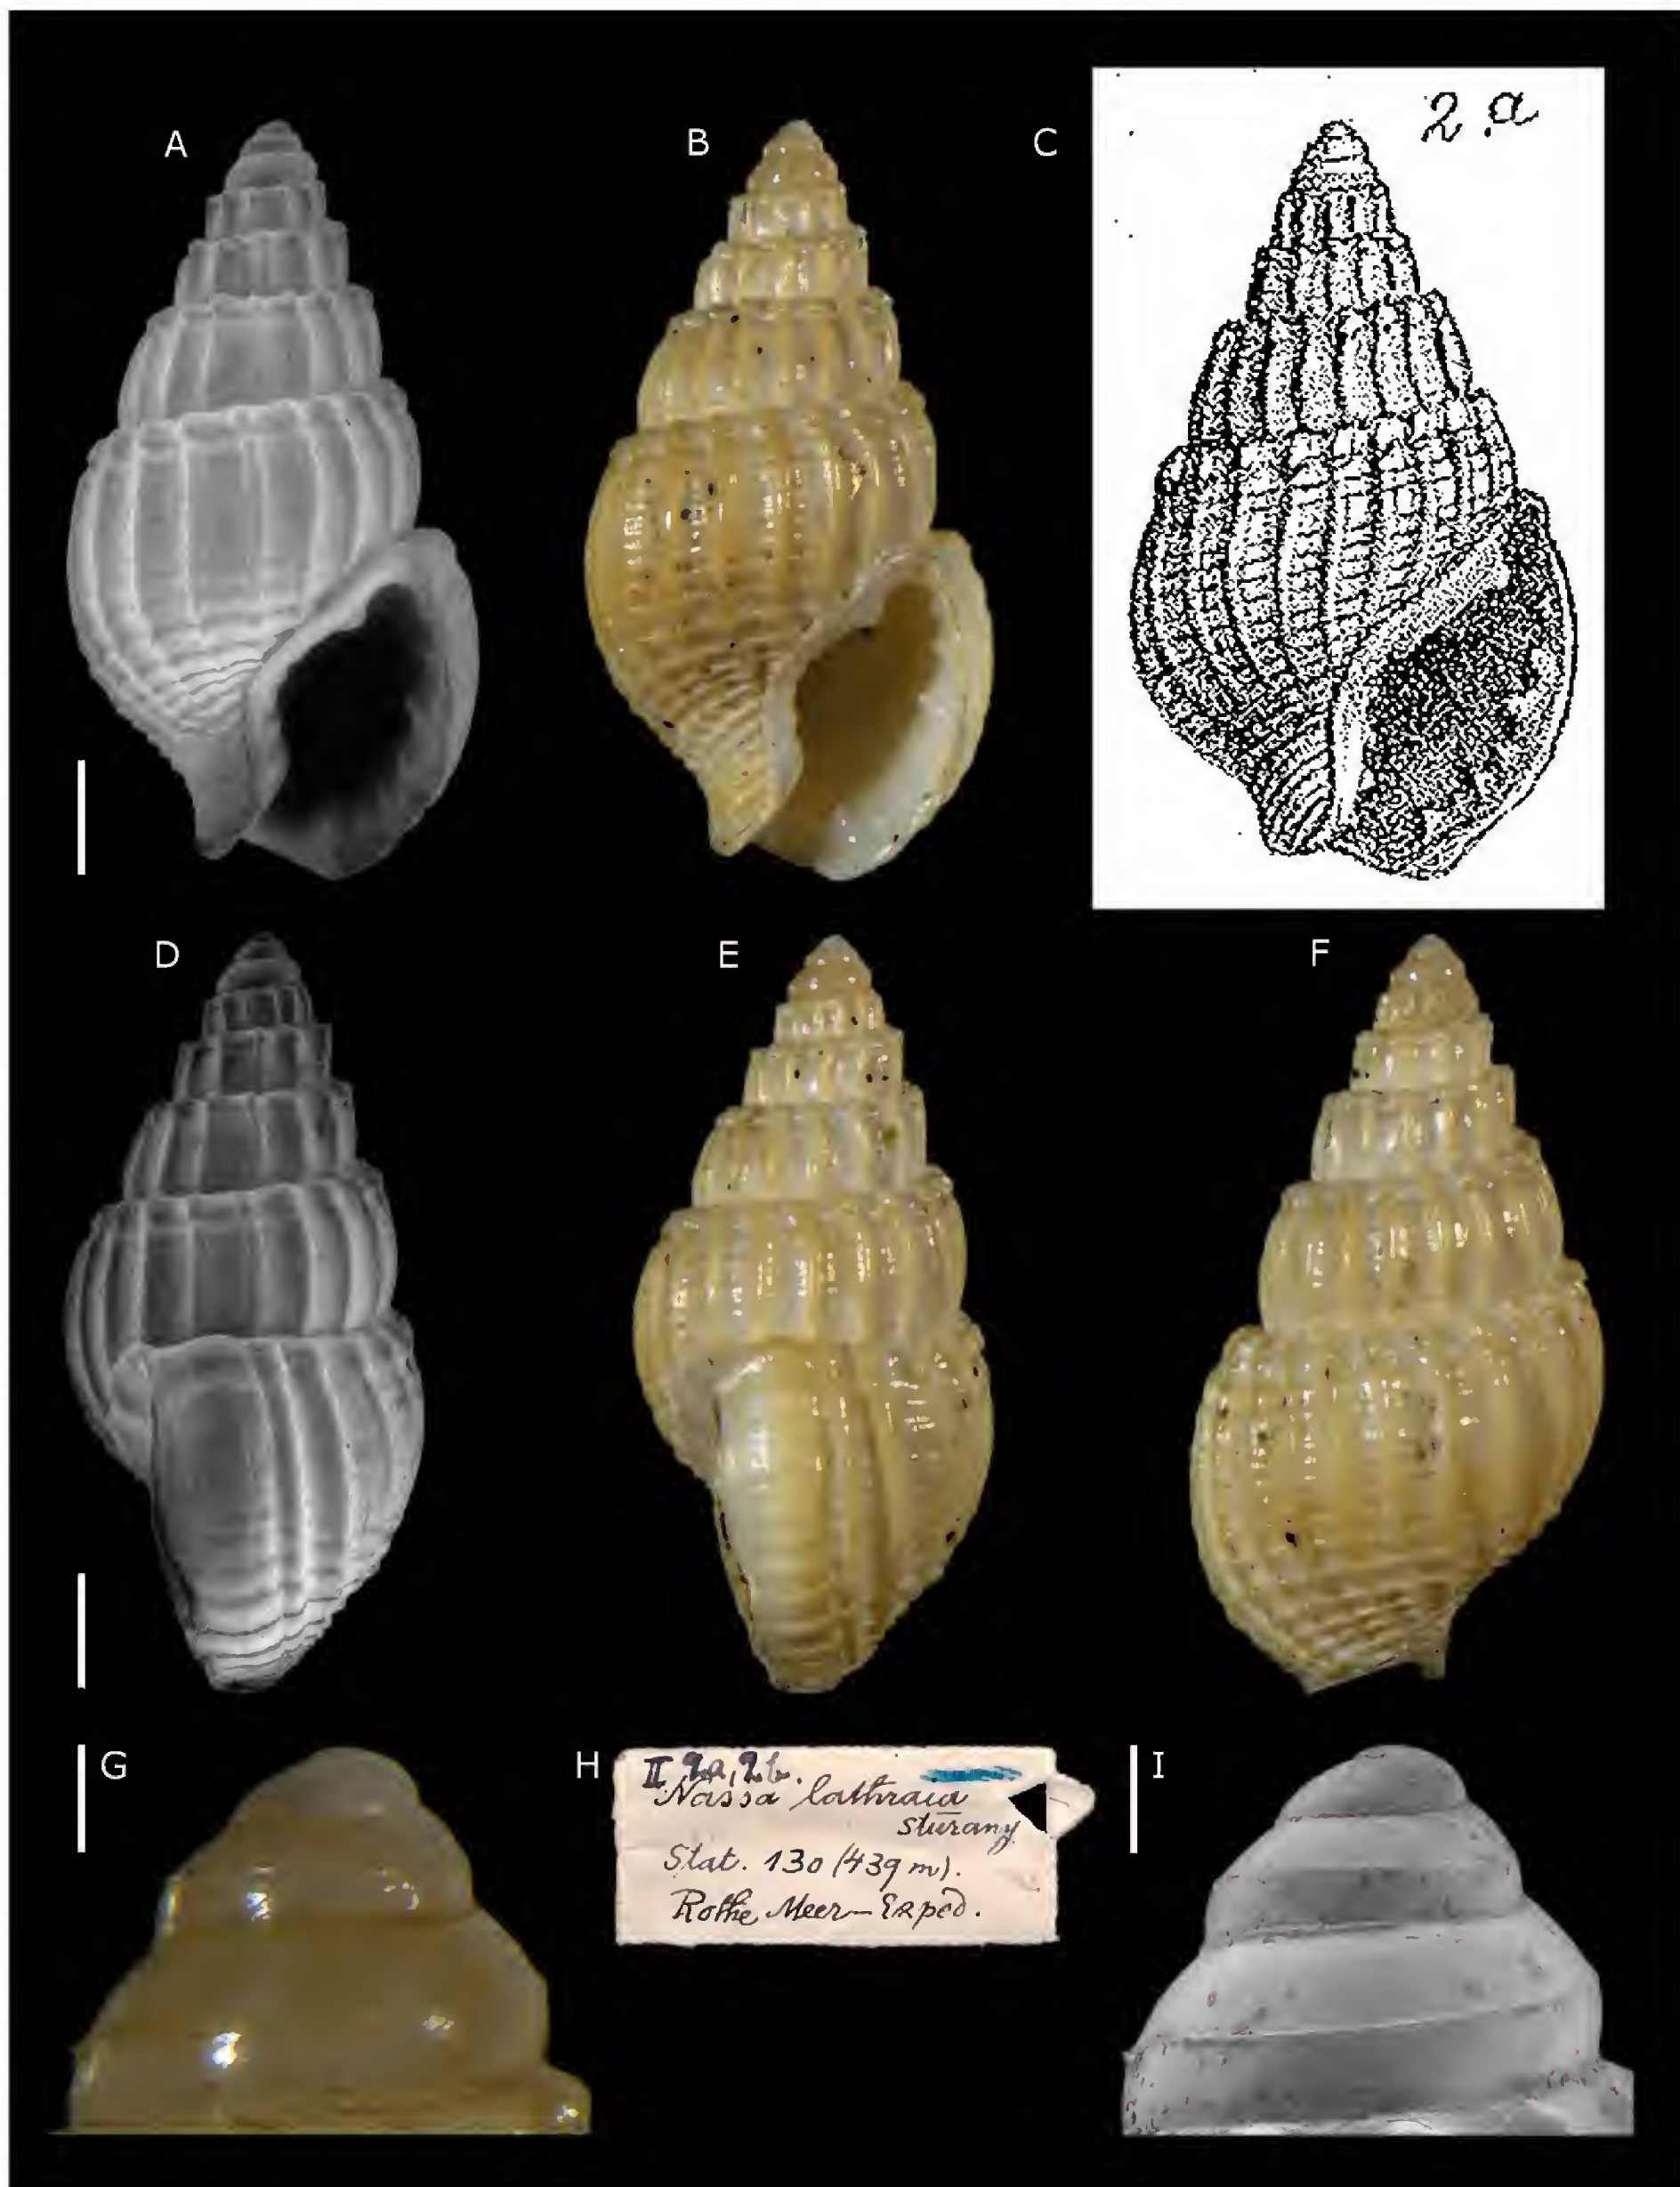 A
B
C
2.a
D
E
F
G
H
II 2a, 2b.
Nassa lathraia
Sturany
Stat. 130 (439 m).
Rothe Meer–Exped.
I